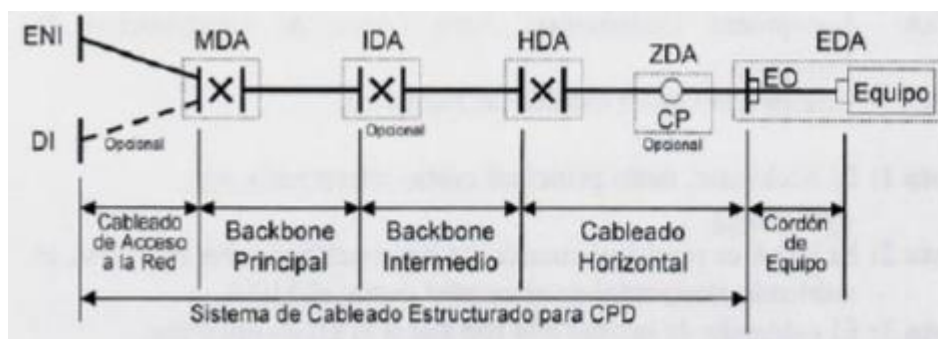 ENI
MDA
IDA
HDA
ZDA
EDA
EO
Equipo
CP
DI
Opcional
Opcional
Opcional
Cableado
de Acceso
a la Red
Backbone
Principal
Backbone
Intermedio
Cableado
Horizontal
Cordón
de
Equipo
Sistema de Cableado Estructurado para CPD